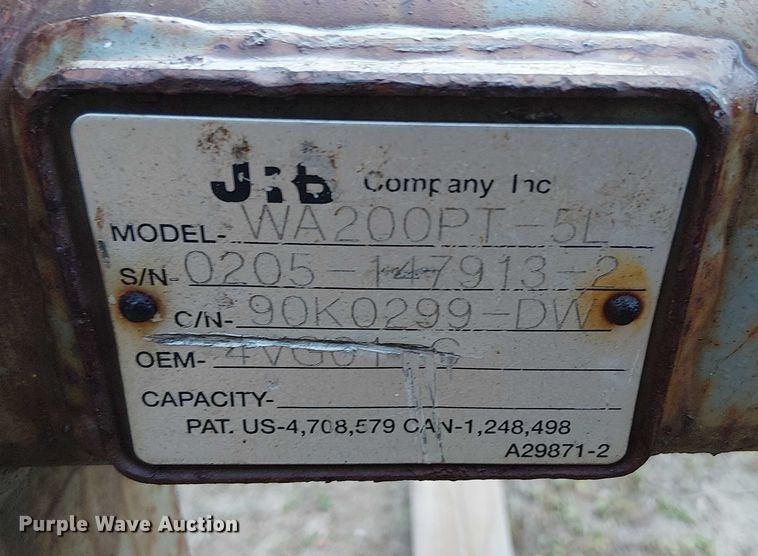 JRB Company Inc
MODEL- WA200PT-5L
S/N- 0205-147913-2
C/N- 90K0299-DW
OEM-
CAPACITY-
PAT. US-4,708,579 CAN-1,248,498
A29871-2
Purple Wave Auction